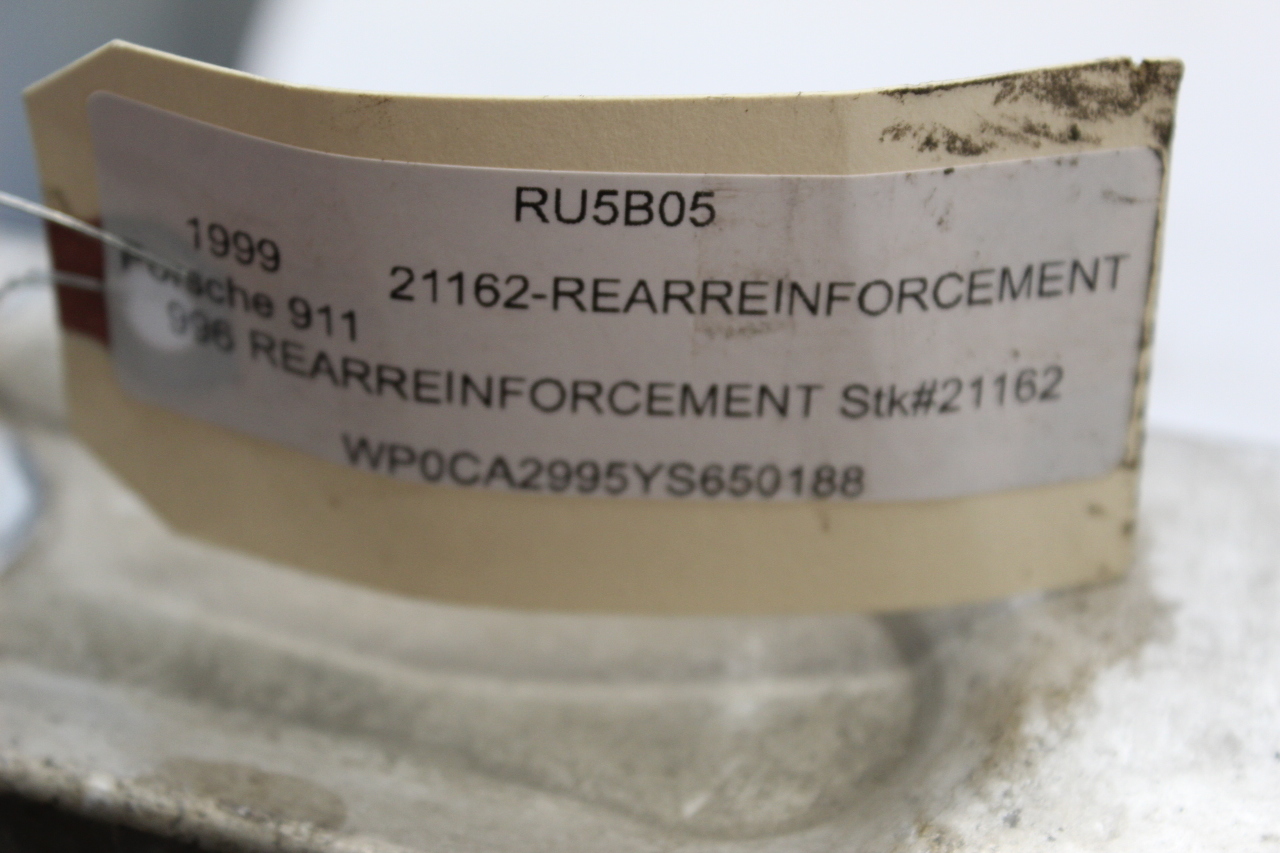 RU5B05
1999
21162-REARREINFORCEMENT
Porsche 911
996 REARREINFORCEMENT Stk#21162
WP0CA2995YS650188